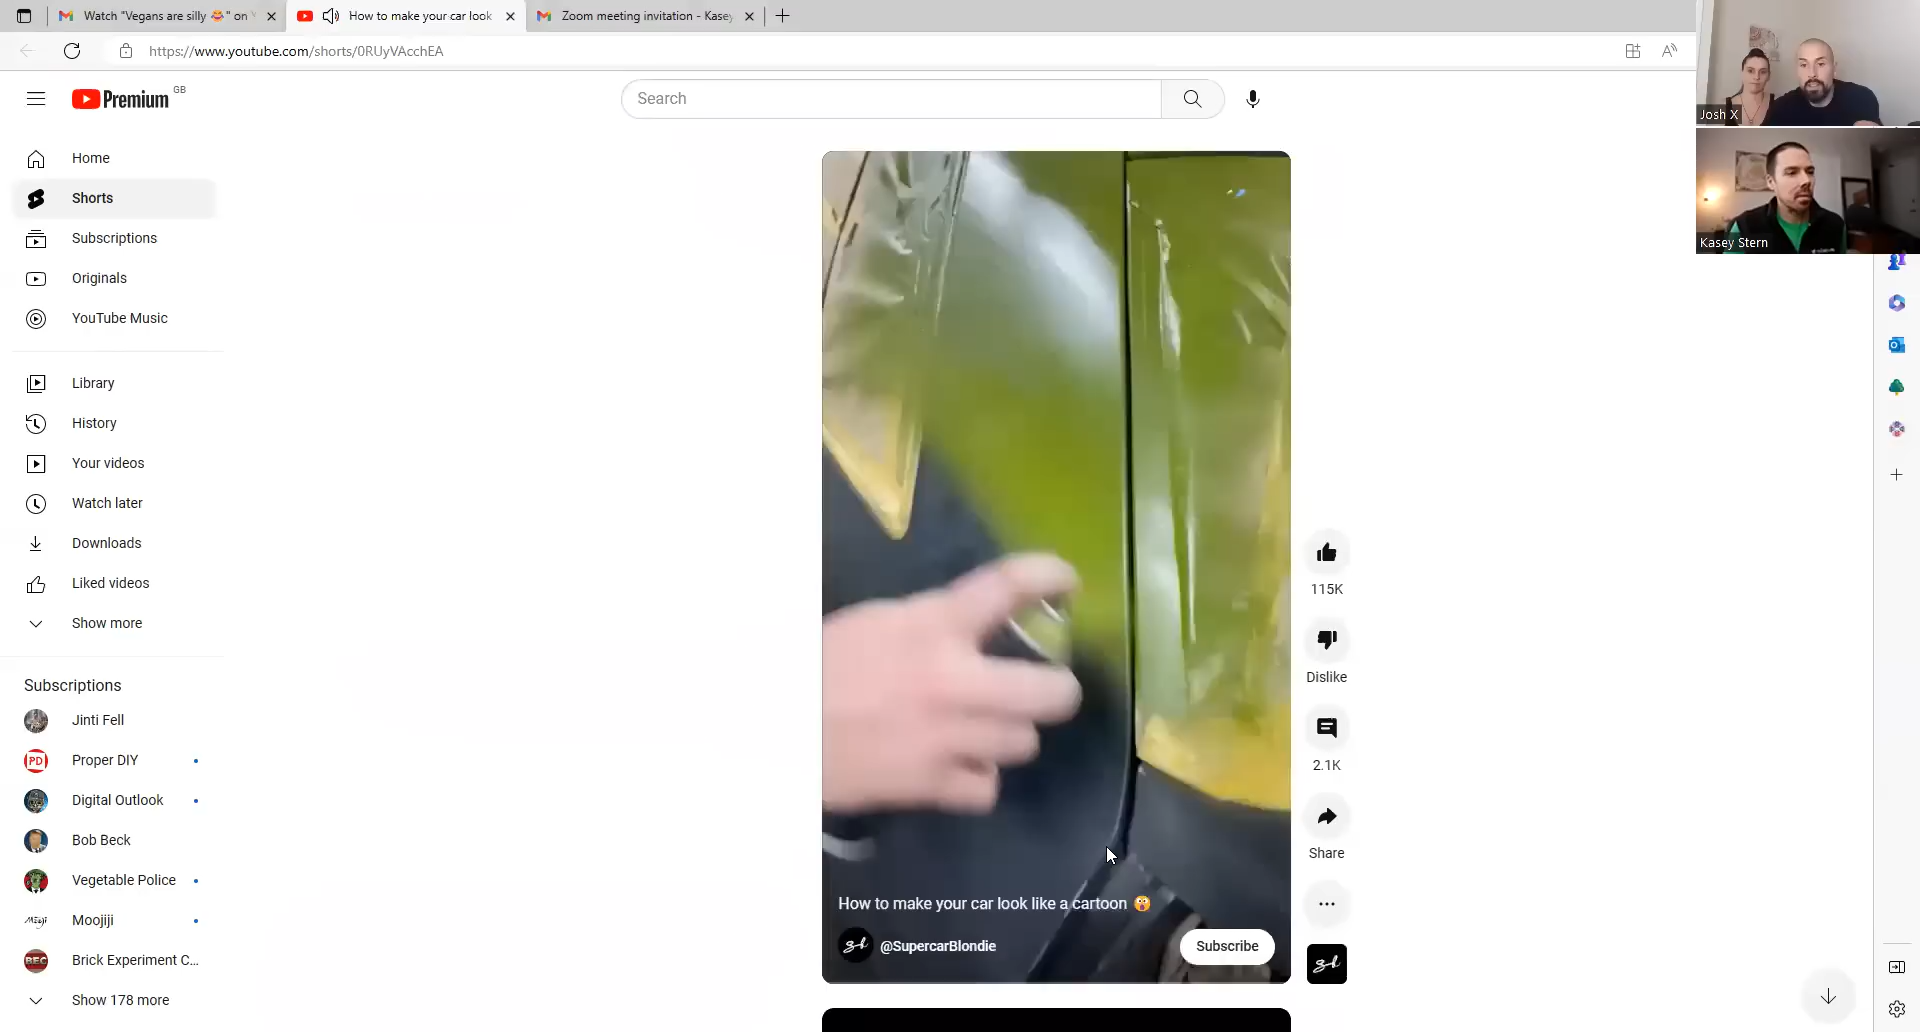 Watch "Vegans are silly 😂" on
How to make your car look
Zoom meeting invitation - Kasey
https://www.youtube.com/shorts/0RUyVAcchEA
Premium
GB
Search
Home
Shorts
Subscriptions
Originals
YouTube Music
Library
History
Your videos
Watch later
Downloads
Liked videos
Show more
Subscriptions
Jinti Fell
PD
Proper DIY
Digital Outlook
Bob Beck
Vegetable Police
Moojiji
BEC
Brick Experiment C...
Show 178 more
115K
Dislike
2.1K
Share
How to make your car look like a cartoon 😲
@SupercarBlondie
Subscribe
Josh X
Kasey Stern